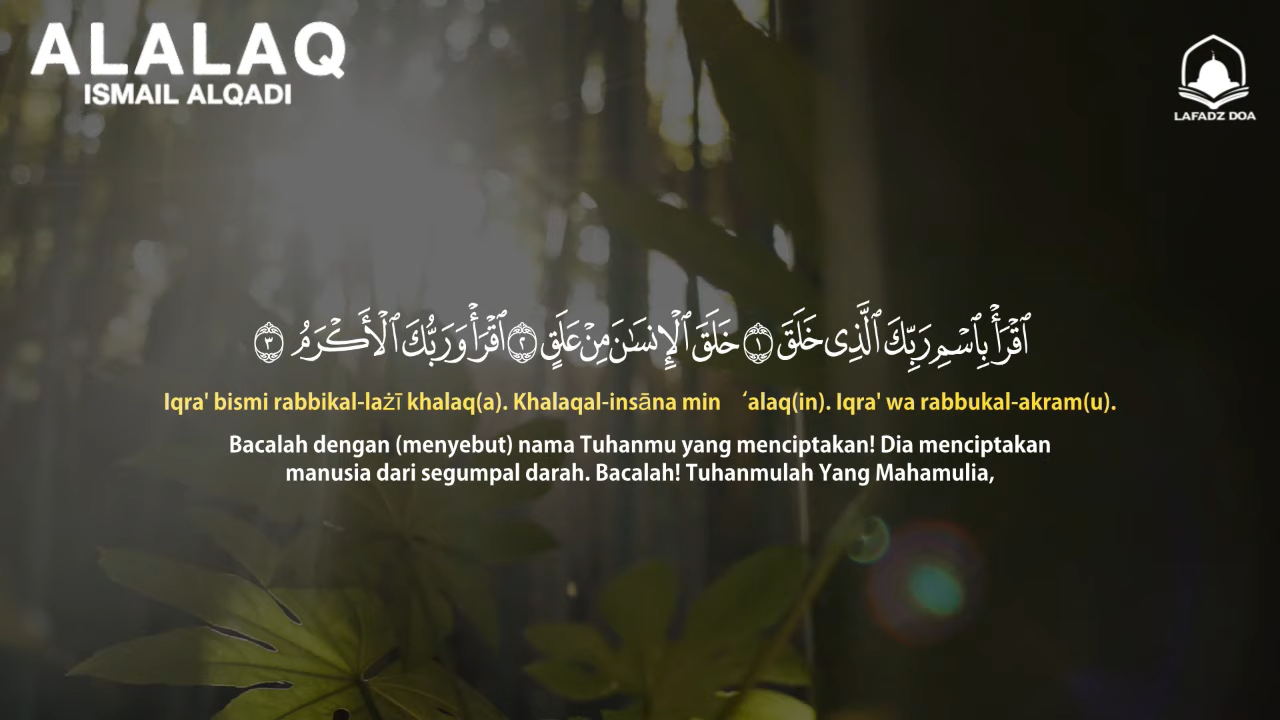 ALALAQ
ISMAIL ALQADI
LAFADZ DOA
ٱقۡرَأۡ بِٱسۡمِ رَبِّكَ ٱلَّذِی خَلَقَ ١ خَلَقَ ٱلۡإِنسَـٰنَ مِنۡ عَلَقٍ ٢ ٱقۡرَأۡ وَرَبُّكَ ٱلۡأَكۡرَمُ ٣
Iqra' bismi rabbikal-lażī khalaq(a). Khalaqal-insāna min ‘alaq(in). Iqra' wa rabbukal-akram(u).
Bacalah dengan (menyebut) nama Tuhanmu yang menciptakan! Dia menciptakan
manusia dari segumpal darah. Bacalah! Tuhanmulah Yang Mahamulia,